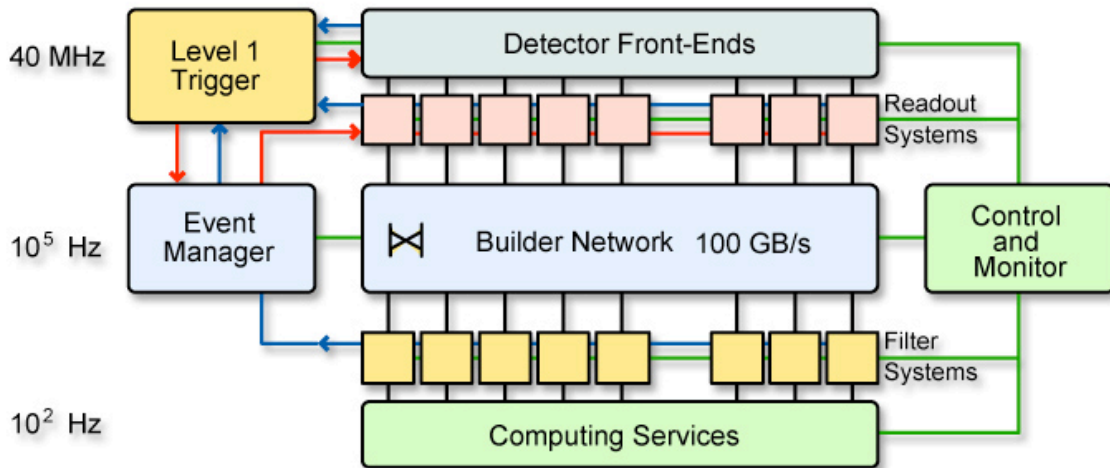 40 MHz
Level 1
Trigger
Detector Front-Ends
Readout
Systems
10⁵ Hz
Event
Manager
Builder Network 100 GB/s
Control
and
Monitor
Filter
Systems
10² Hz
Computing Services